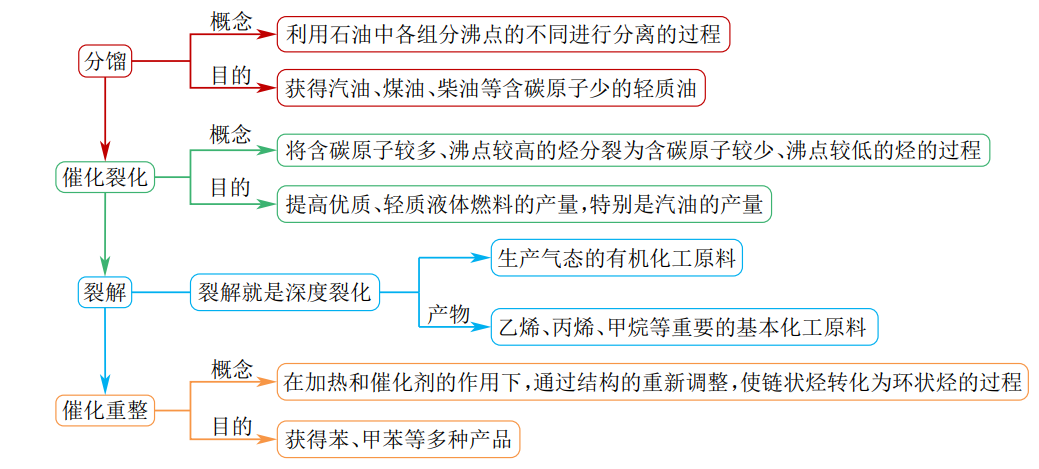 概念
利用石油中各组分沸点的不同进行分离的过程
分馏
目的
获得汽油、煤油、柴油等含碳原子少的轻质油
概念
将含碳原子较多、沸点较高的烃分裂为含碳原子较少、沸点较低的烃的过程
催化裂化
目的
提高优质、轻质液体燃料的产量,特别是汽油的产量
生产气态的有机化工原料
裂解
裂解就是深度裂化
产物
乙烯、丙烯、甲烷等重要的基本化工原料
概念
在加热和催化剂的作用下,通过结构的重新调整,使链状烃转化为环状烃的过程
催化重整
目的
获得苯、甲苯等多种产品